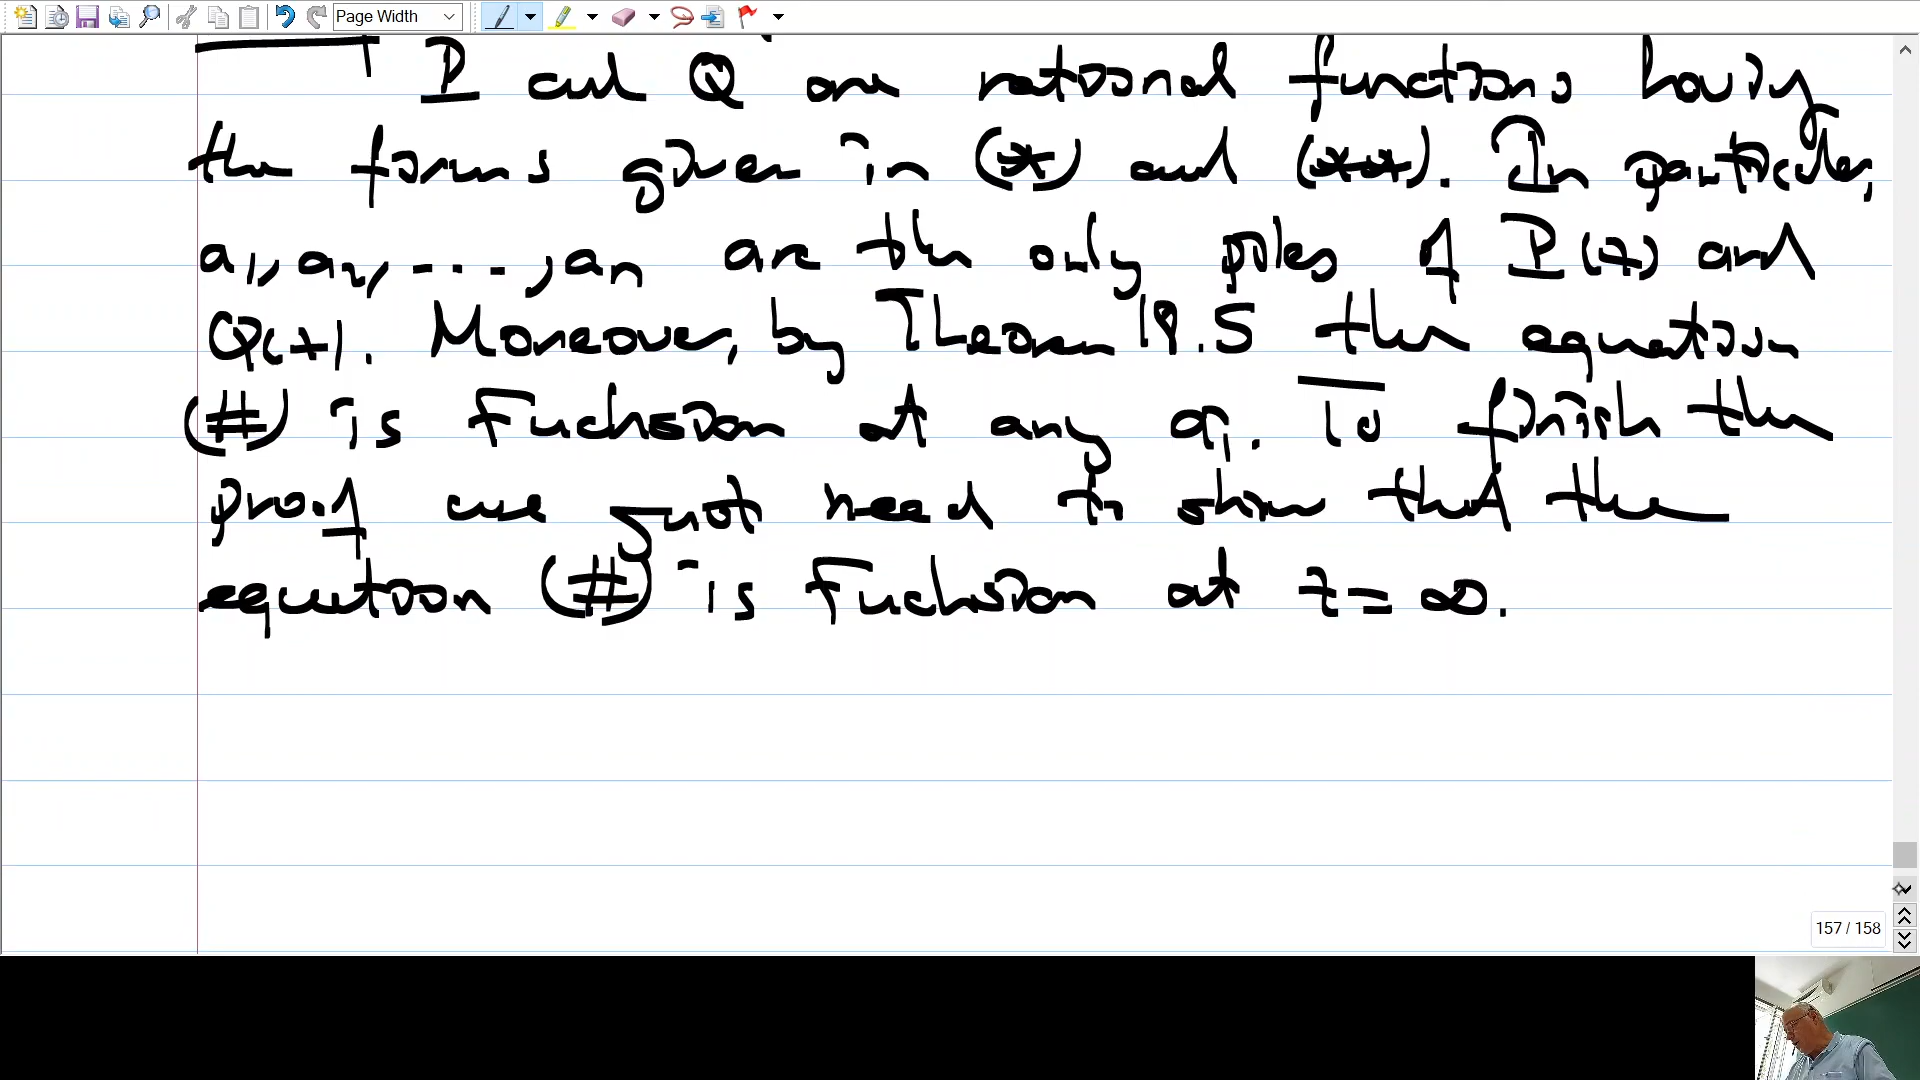 Page Width
P and Q are rational functions having
the forms given in (*) and (**). In particular,
a1, a2, ..., an are the only poles of P(z) and
Q(z). Moreover, by Theorem 19.5 the equation
(#) is Fuchsian at any aj. To finish the
proof we just need to show that the
equation (#) is Fuchsian at z = ∞.
157 / 158